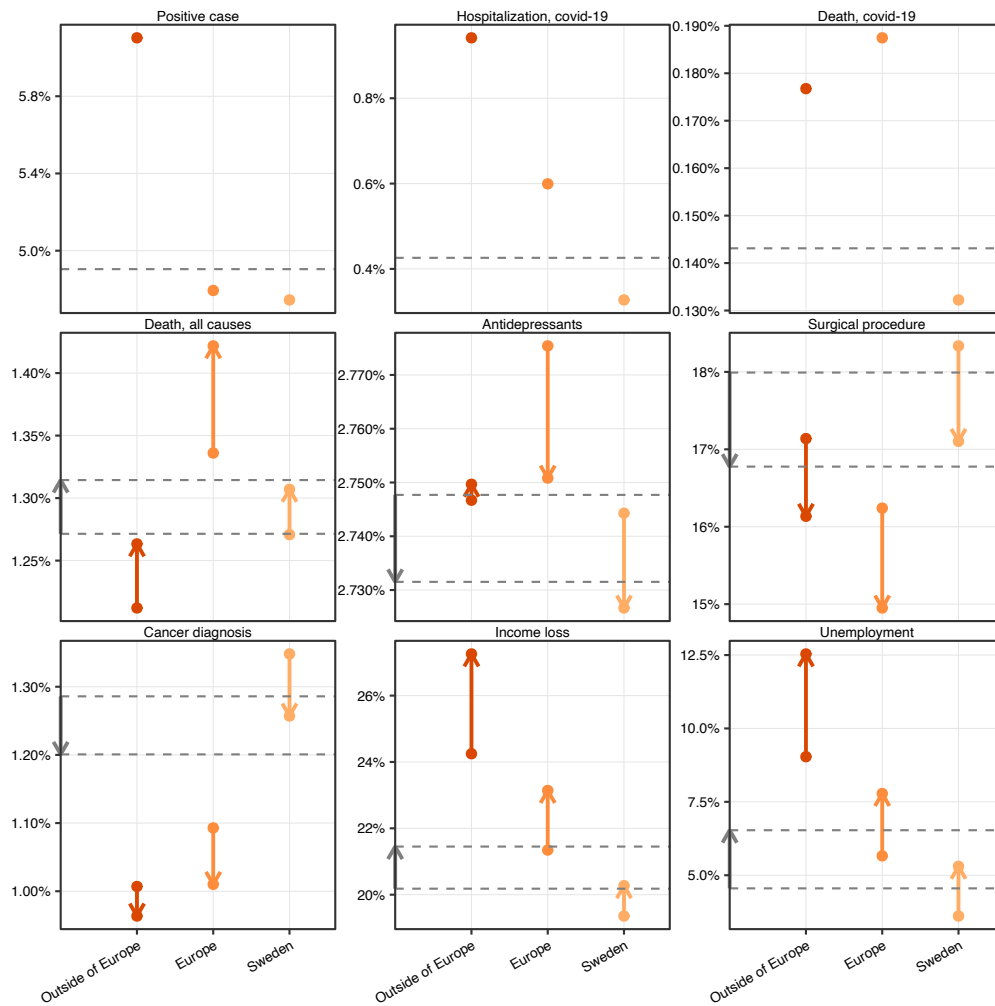 Positive case
5.8%
5.4%
5.0%
Hospitalization, covid-19
0.8%
0.6%
0.4%
Death, covid-19
0.190%
0.180%
0.170%
0.160%
0.150%
0.140%
0.130%
Death, all causes
1.40%
1.35%
1.30%
1.25%
Antidepressants
2.770%
2.760%
2.750%
2.740%
2.730%
Surgical procedure
18%
17%
16%
15%
Cancer diagnosis
1.30%
1.20%
1.10%
1.00%
Income loss
26%
24%
22%
20%
Unemployment
12.5%
10.0%
7.5%
5.0%
Outside of Europe
Europe
Sweden
Outside of Europe
Europe
Sweden
Outside of Europe
Europe
Sweden